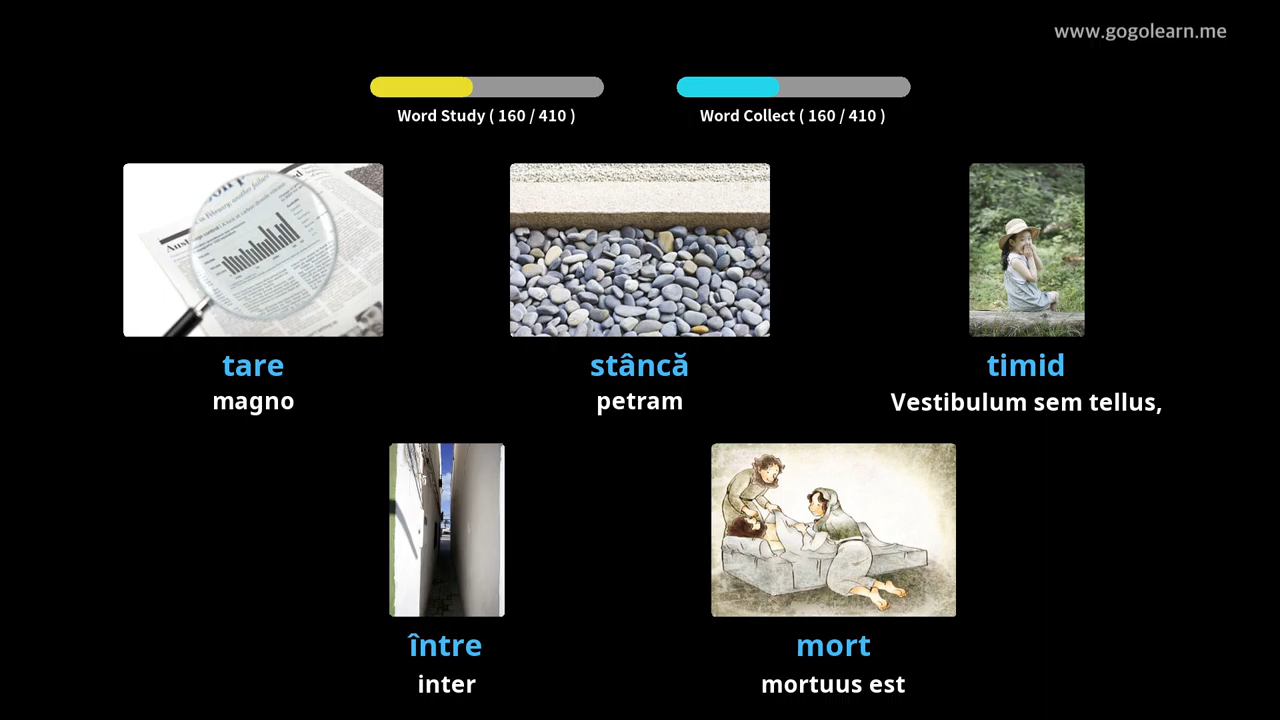 www.gogolearn.me
Word Study ( 160 / 410 )
Word Collect ( 160 / 410 )
tare
magno
stâncă
petram
timid
Vestibulum sem tellus,
între
inter
mort
mortuus est